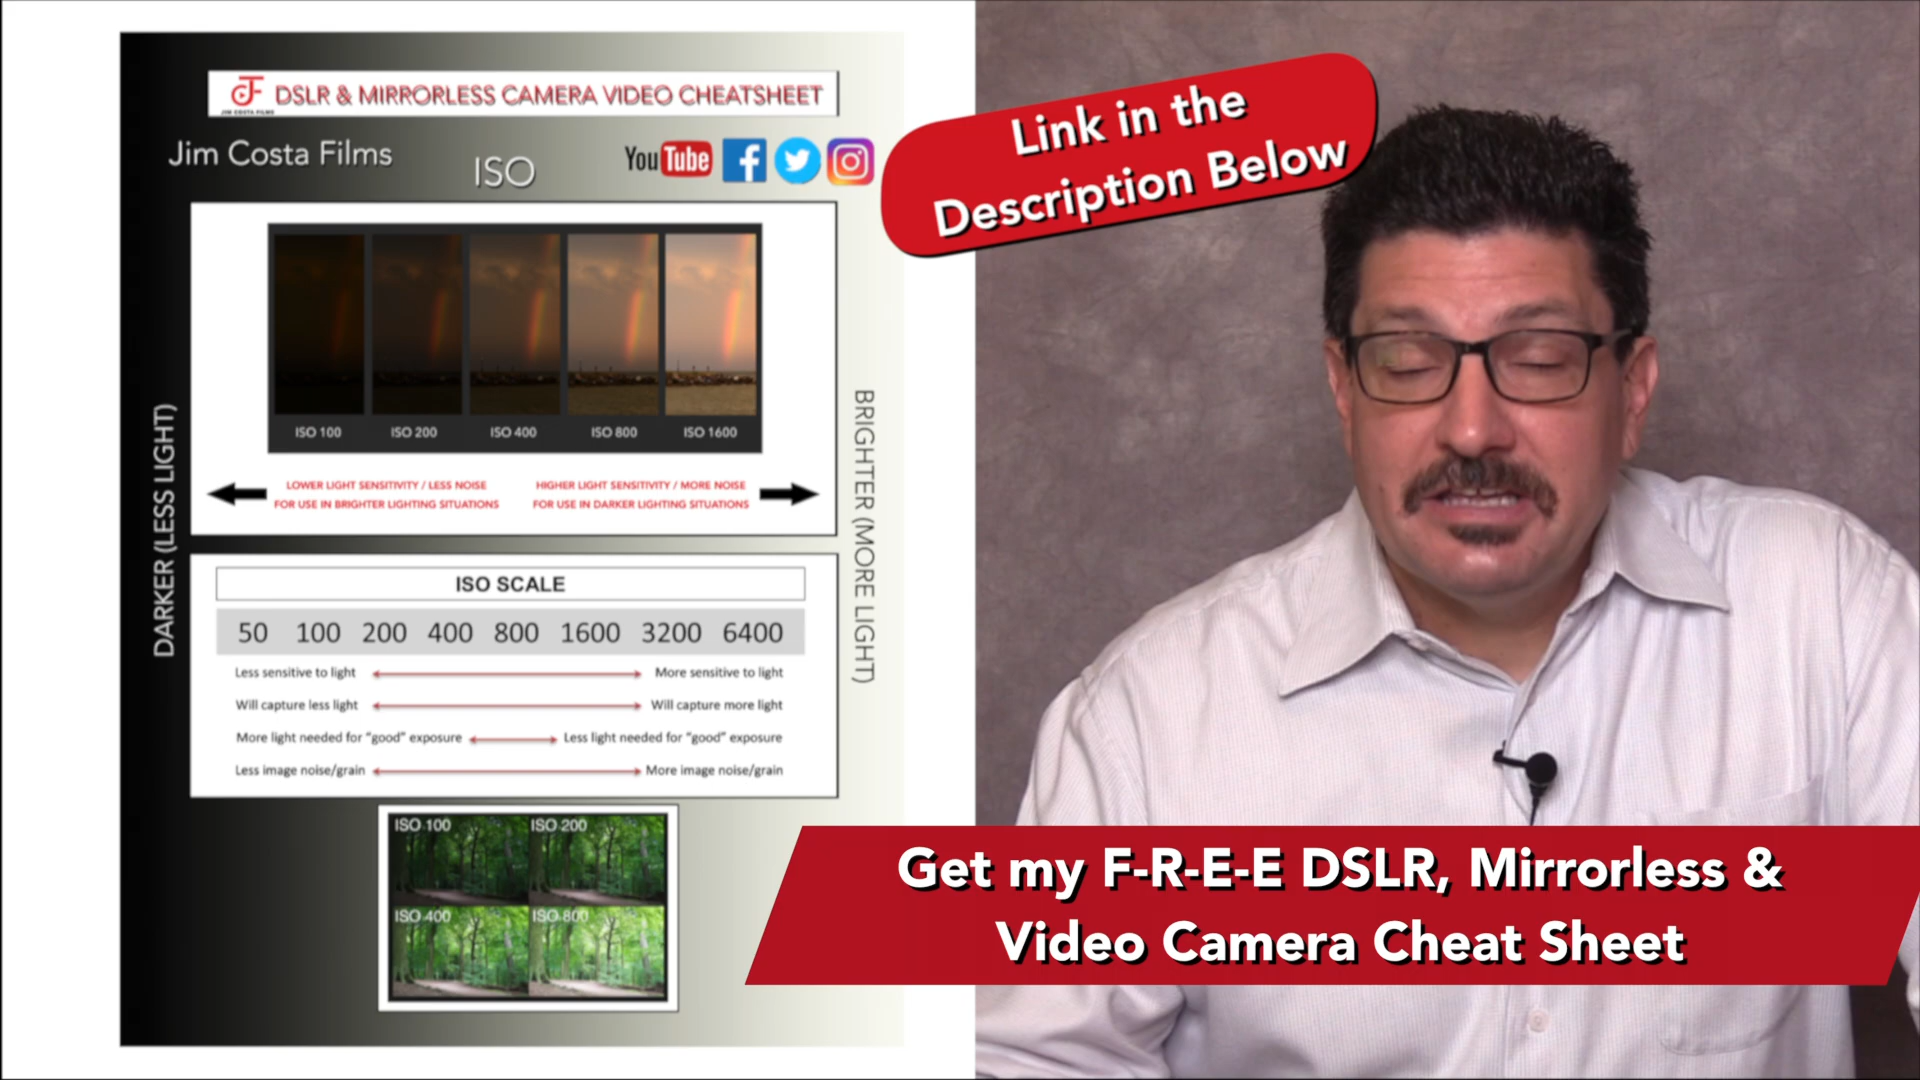 DSLR & MIRRORLESS CAMERA VIDEO CHEATSHEET
JIM COSTA FILMS
Jim Costa Films
ISO
YouTube
Link in the
Description Below
ISO 100
ISO 200
ISO 400
ISO 800
ISO 1600
LOWER LIGHT SENSITIVITY / LESS NOISE
FOR USE IN BRIGHTER LIGHTING SITUATIONS
HIGHER LIGHT SENSITIVITY / MORE NOISE
FOR USE IN DARKER LIGHTING SITUATIONS
DARKER (LESS LIGHT)
BRIGHTER (MORE LIGHT)
ISO SCALE
50 100 200 400 800 1600 3200 6400
Less sensitive to light More sensitive to light
Will capture less light Will capture more light
More light needed for “good” exposure Less light needed for “good” exposure
Less image noise/grain More image noise/grain
ISO 100
ISO 200
ISO 400
ISO 800
Get my F-R-E-E DSLR, Mirrorless &
Video Camera Cheat Sheet